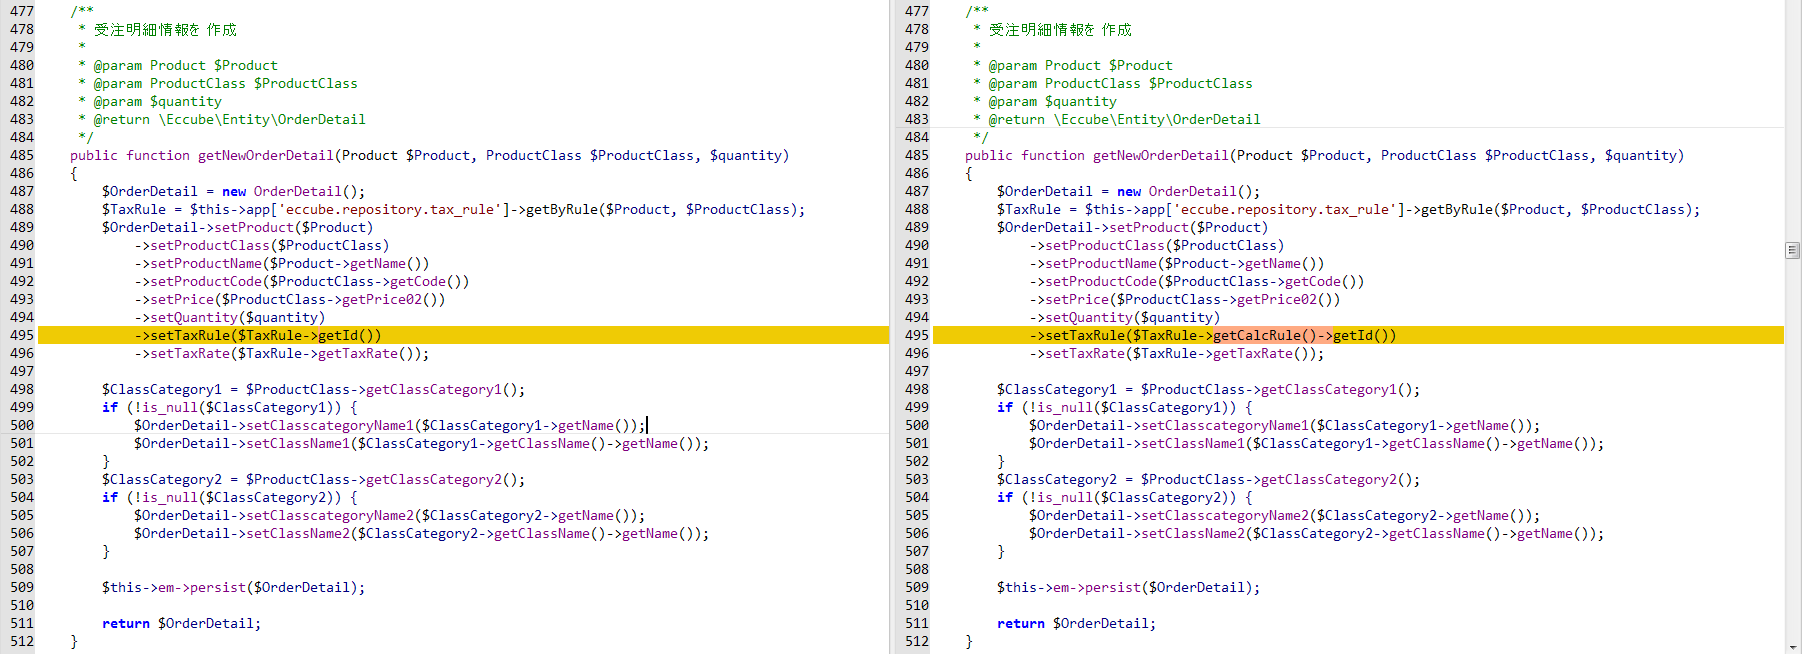 477 /**
478 * 受注明細情報を 作成
479 *
480 * @param Product $Product
481 * @param ProductClass $ProductClass
482 * @param $quantity
483 * @return \Eccube\Entity\OrderDetail
484 */
485 public function getNewOrderDetail(Product $Product, ProductClass $ProductClass, $quantity)
486 {
487 $OrderDetail = new OrderDetail();
488 $TaxRule = $this->app['eccube.repository.tax_rule']->getByRule($Product, $ProductClass);
489 $OrderDetail->setProduct($Product)
490 ->setProductClass($ProductClass)
491 ->setProductName($Product->getName())
492 ->setProductCode($ProductClass->getCode())
493 ->setPrice($ProductClass->getPrice02())
494 ->setQuantity($quantity)
495 ->setTaxRule($TaxRule->getId())
496 ->setTaxRate($TaxRule->getTaxRate());
497
498 $ClassCategory1 = $ProductClass->getClassCategory1();
499 if (!is_null($ClassCategory1)) {
500 $OrderDetail->setClasscategoryName1($ClassCategory1->getName());
501 $OrderDetail->setClassName1($ClassCategory1->getClassName()->getName());
502 }
503 $ClassCategory2 = $ProductClass->getClassCategory2();
504 if (!is_null($ClassCategory2)) {
505 $OrderDetail->setClasscategoryName2($ClassCategory2->getName());
506 $OrderDetail->setClassName2($ClassCategory2->getClassName()->getName());
507 }
508
509 $this->em->persist($OrderDetail);
510
511 return $OrderDetail;
512 }
477 /**
478 * 受注明細情報を 作成
479 *
480 * @param Product $Product
481 * @param ProductClass $ProductClass
482 * @param $quantity
483 * @return \Eccube\Entity\OrderDetail
484 */
485 public function getNewOrderDetail(Product $Product, ProductClass $ProductClass, $quantity)
486 {
487 $OrderDetail = new OrderDetail();
488 $TaxRule = $this->app['eccube.repository.tax_rule']->getByRule($Product, $ProductClass);
489 $OrderDetail->setProduct($Product)
490 ->setProductClass($ProductClass)
491 ->setProductName($Product->getName())
492 ->setProductCode($ProductClass->getCode())
493 ->setPrice($ProductClass->getPrice02())
494 ->setQuantity($quantity)
495 ->setTaxRule($TaxRule->getCalcRule()->getId())
496 ->setTaxRate($TaxRule->getTaxRate());
497
498 $ClassCategory1 = $ProductClass->getClassCategory1();
499 if (!is_null($ClassCategory1)) {
500 $OrderDetail->setClasscategoryName1($ClassCategory1->getName());
501 $OrderDetail->setClassName1($ClassCategory1->getClassName()->getName());
502 }
503 $ClassCategory2 = $ProductClass->getClassCategory2();
504 if (!is_null($ClassCategory2)) {
505 $OrderDetail->setClasscategoryName2($ClassCategory2->getName());
506 $OrderDetail->setClassName2($ClassCategory2->getClassName()->getName());
507 }
508
509 $this->em->persist($OrderDetail);
510
511 return $OrderDetail;
512 }